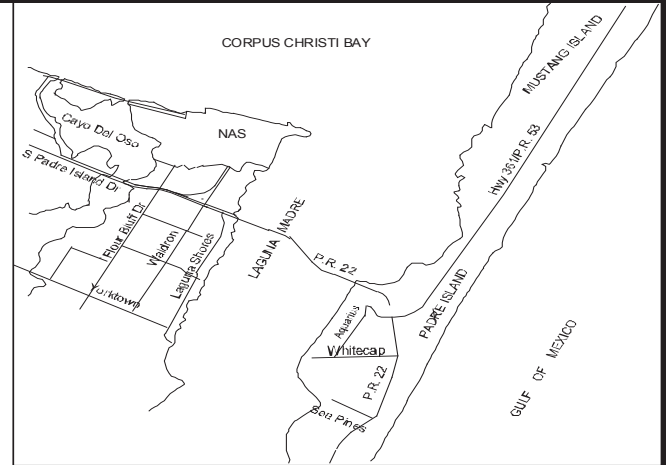 CORPUS CHRISTI BAY
MUSTANG ISLAND
Cayo Del Oso
NAS
Hwy 361/P.R. 53
S Padre Island Dr
Flour Bluff Dr
Waldron
Laguna Shores
LAGUNA MADRE
P.R. 22
Yorktown
PADRE ISLAND
Aquarius
Whitecap
P.R. 22
Sea Pines
GULF OF MEXICO